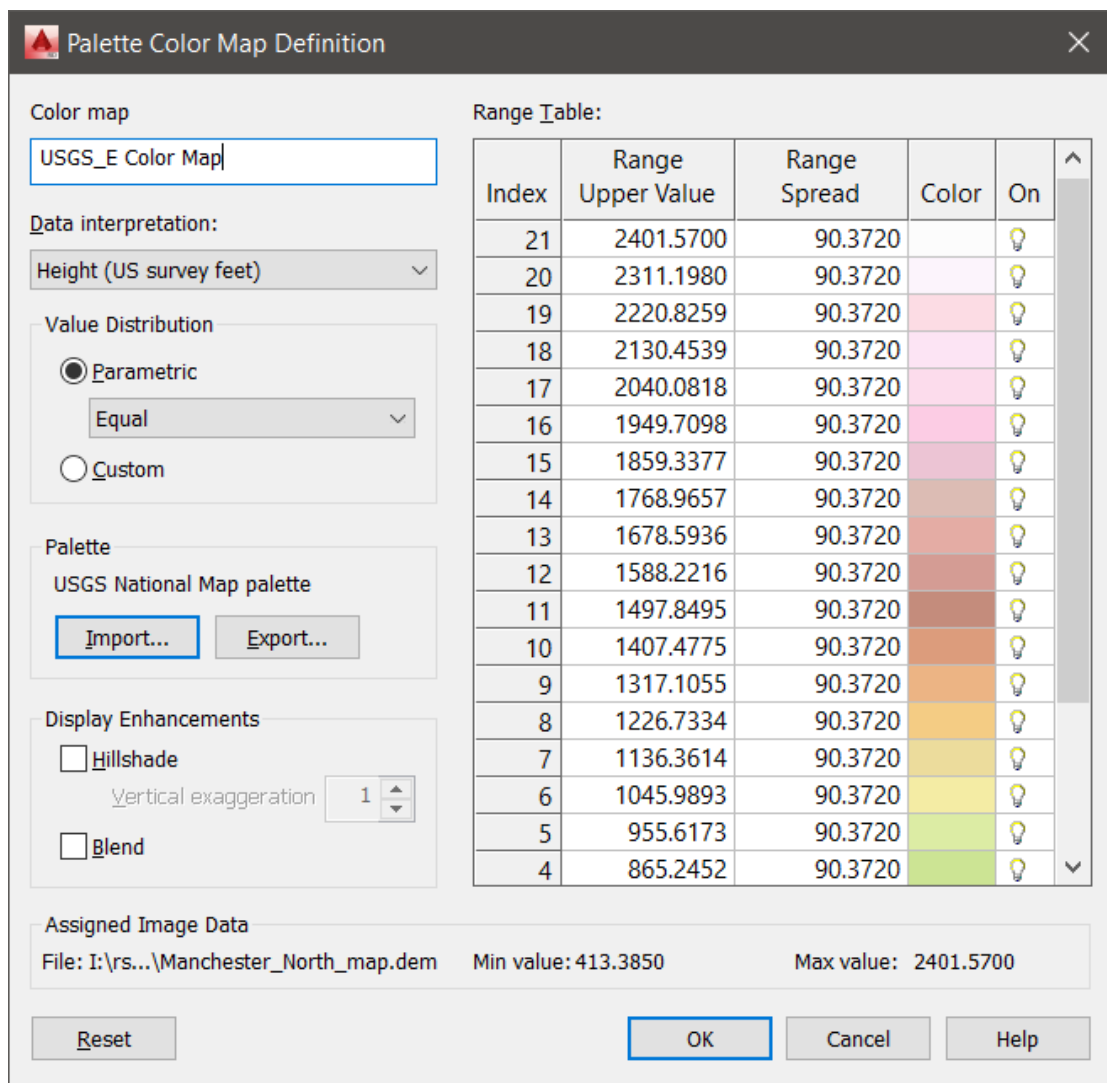 Palette Color Map Definition
Color map
USGS_E Color Map
Data interpretation:
Height (US survey feet)
Value Distribution
Parametric
Equal
Custom
Palette
USGS National Map palette
Import...
Export...
Display Enhancements
Hillshade
Vertical exaggeration 1
Blend
Range Table:
Index Range Upper Value Range Spread Color On
21 2401.5700 90.3720
20 2311.1980 90.3720
19 2220.8259 90.3720
18 2130.4539 90.3720
17 2040.0818 90.3720
16 1949.7098 90.3720
15 1859.3377 90.3720
14 1768.9657 90.3720
13 1678.5936 90.3720
12 1588.2216 90.3720
11 1497.8495 90.3720
10 1407.4775 90.3720
9 1317.1055 90.3720
8 1226.7334 90.3720
7 1136.3614 90.3720
6 1045.9893 90.3720
5 955.6173 90.3720
4 865.2452 90.3720
Assigned Image Data
File: I:\rs...\Manchester_North_map.dem Min value: 413.3850 Max value: 2401.5700
Reset OK Cancel Help